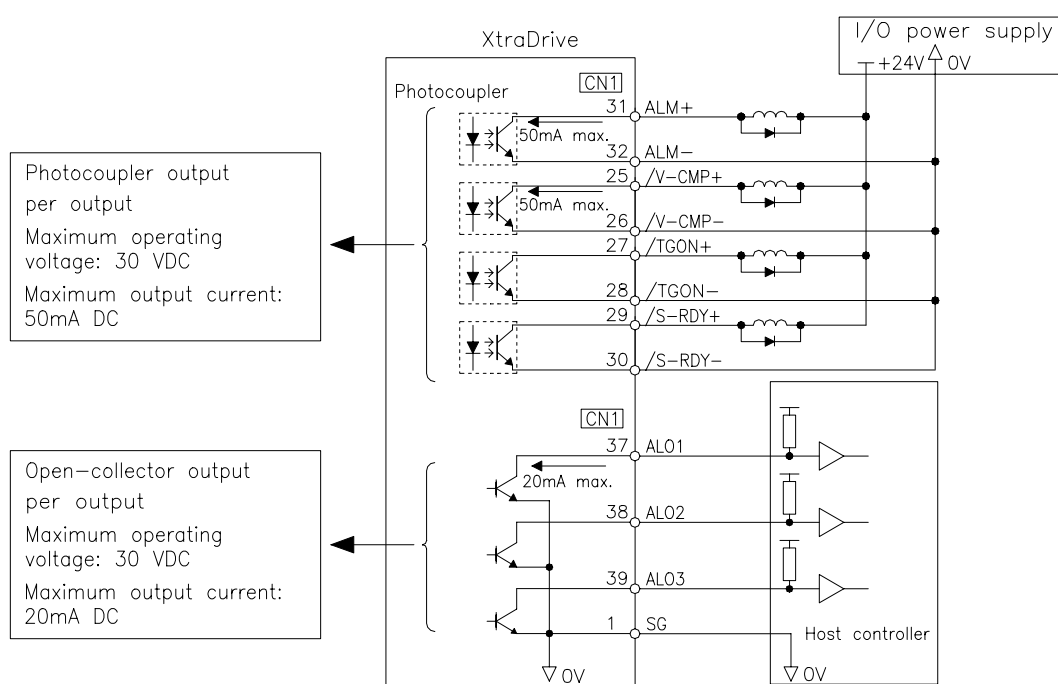 XtraDrive
I/O power supply
+24V
0V
Photocoupler
CN1
31
ALM+
50mA max.
32
ALM-
25
/V-CMP+
50mA max.
26
/V-CMP-
27
/TGON+
28
/TGON-
29
/S-RDY+
30
/S-RDY-
Photocoupler output
per output
Maximum operating
voltage: 30 VDC
Maximum output current:
50mA DC
CN1
37
ALO1
20mA max.
38
ALO2
39
ALO3
1
SG
0V
Host controller
0V
Open-collector output
per output
Maximum operating
voltage: 30 VDC
Maximum output current:
20mA DC